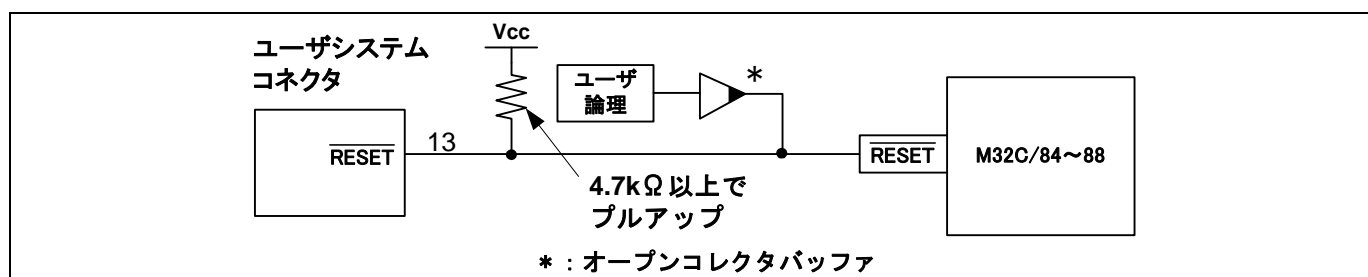 Vcc
ユーザシステム
コネクタ
ユーザ
論理
*
RESET
13
RESET
M32C/84~88
4.7kΩ以上で
プルアップ
* : オープンコレクタバッファ